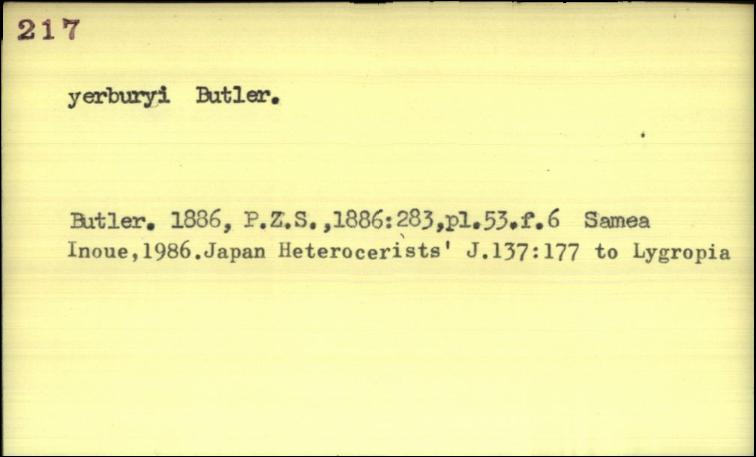 217
yerburyi Butler.
Butler. 1886, P.Z.S.,1886:283,pl.53.f.6 Samea
Inoue,1986.Japan Heterocerists' J.137:177 to Lygropia